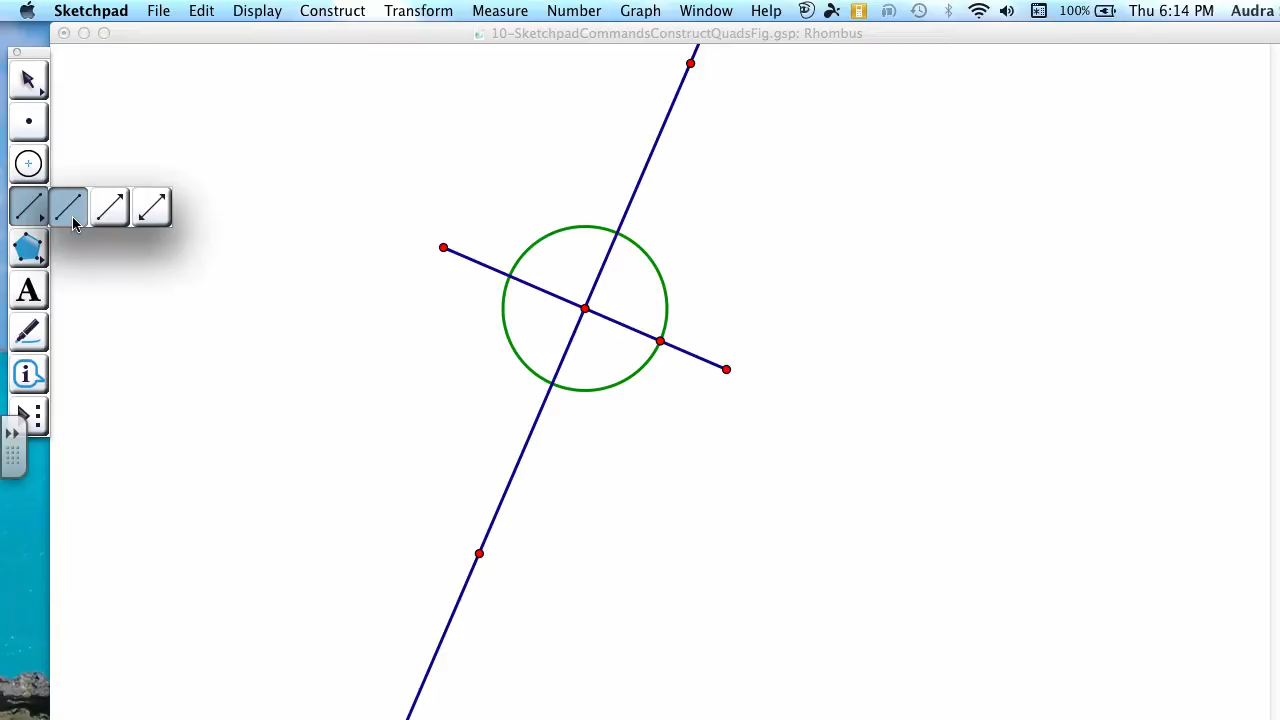 Sketchpad File Edit Display Construct Transform Measure Number Graph Window Help 100% Thu 6:14 PM Audra
10-SketchpadCommandsConstructQuadsFig.gsp: Rhombus
A
i